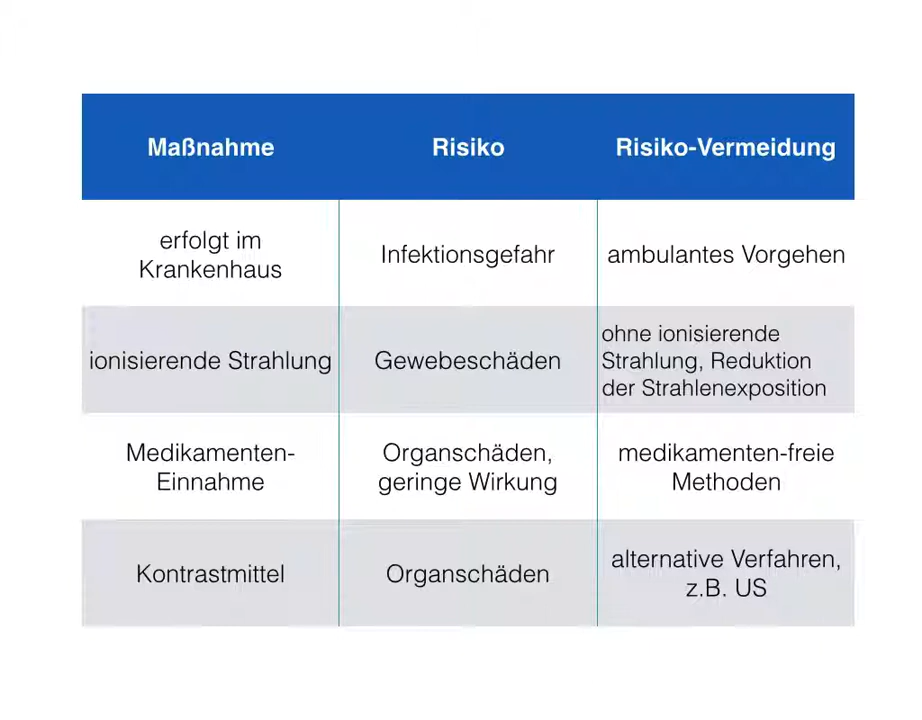 Maßnahme
Risiko
Risiko-Vermeidung
erfolgt im
Krankenhaus
Infektionsgefahr
ambulantes Vorgehen
ionisierende Strahlung
Gewebeschäden
ohne ionisierende
Strahlung, Reduktion
der Strahlenexposition
Medikamenten-
Einnahme
Organschäden,
geringe Wirkung
medikamenten-freie
Methoden
Kontrastmittel
Organschäden
alternative Verfahren,
z.B. US